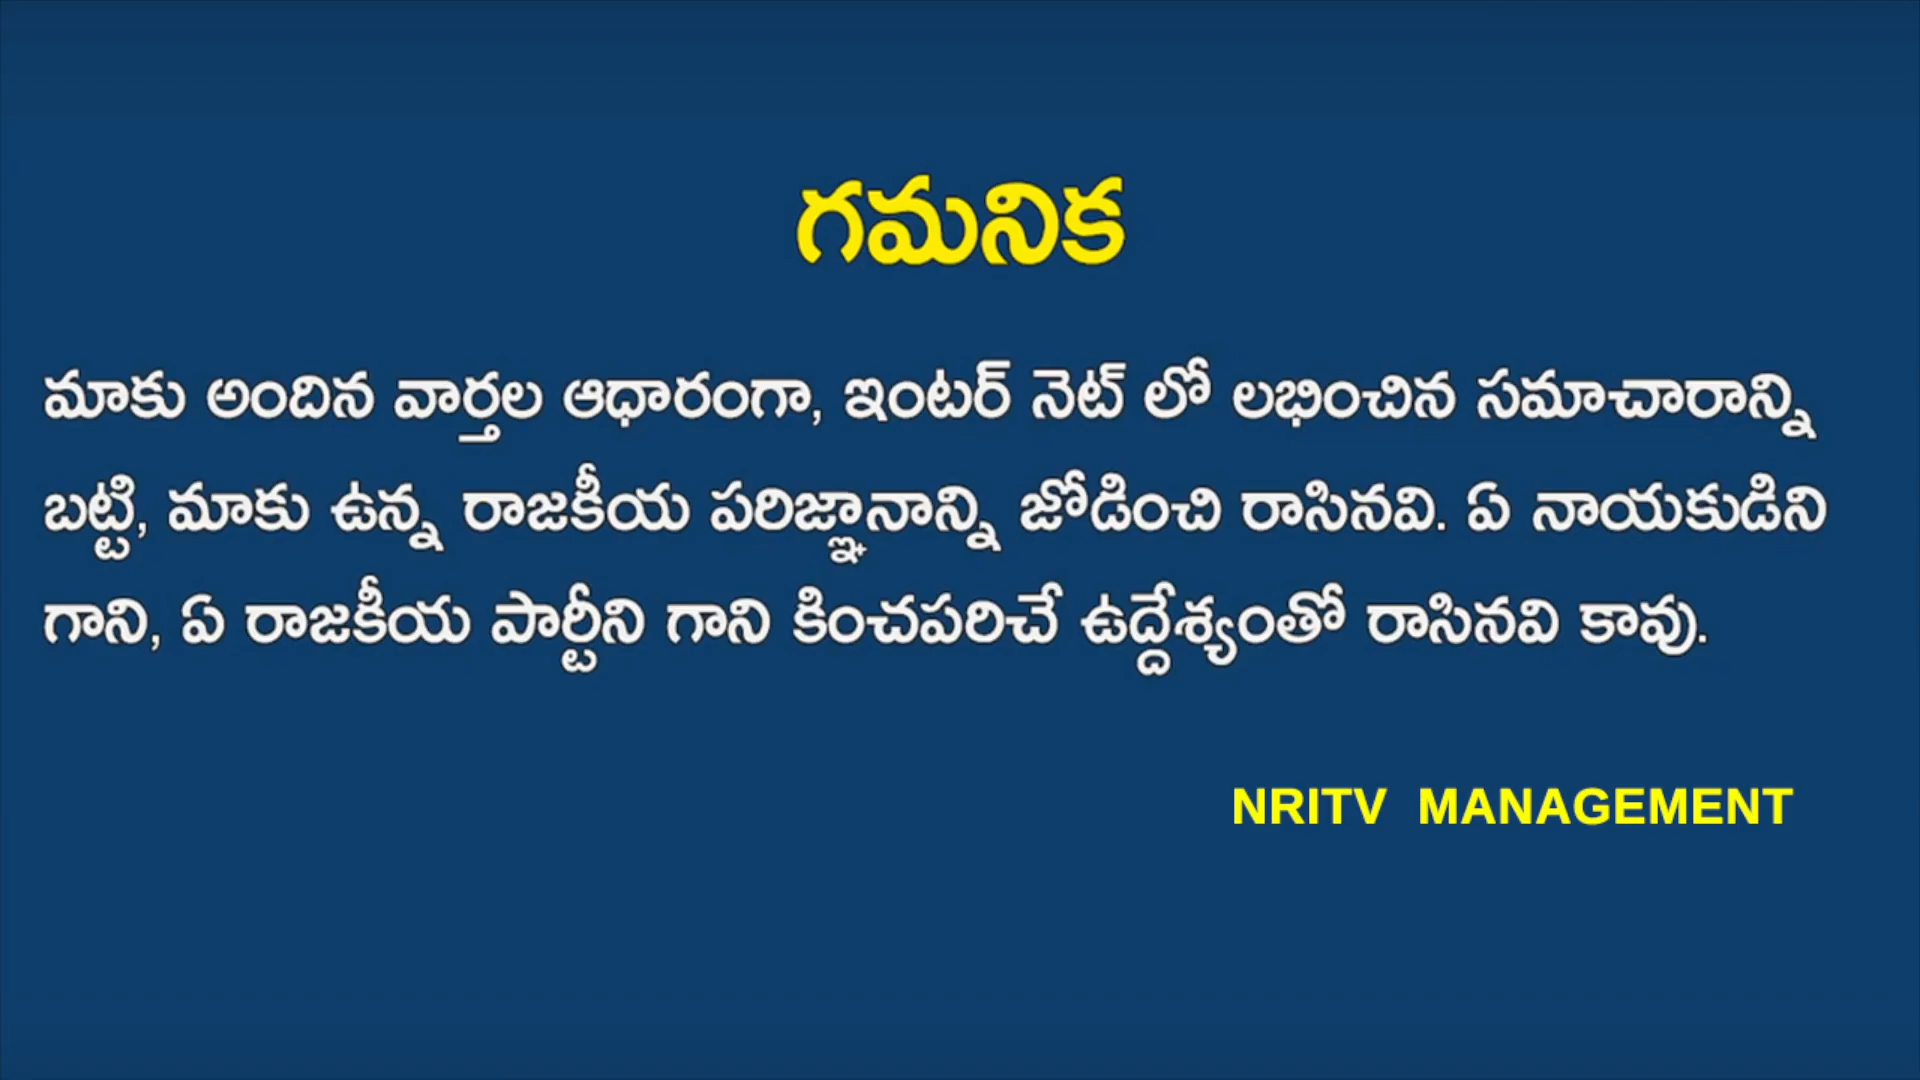 గమనిక
మాకు అందిన వార్తల ఆధారంగా, ఇంటర్ నెట్ లో లభించిన సమాచారాన్ని
బట్టి, మాకు ఉన్న రాజకీయ పరిజ్ఞానాన్ని జోడించి రాసినవి. ఏ నాయకుడిని
గాని, ఏ రాజకీయ పార్టీని గాని కించపరిచే ఉద్దేశ్యంతో రాసినవి కావు.
NRITV MANAGEMENT